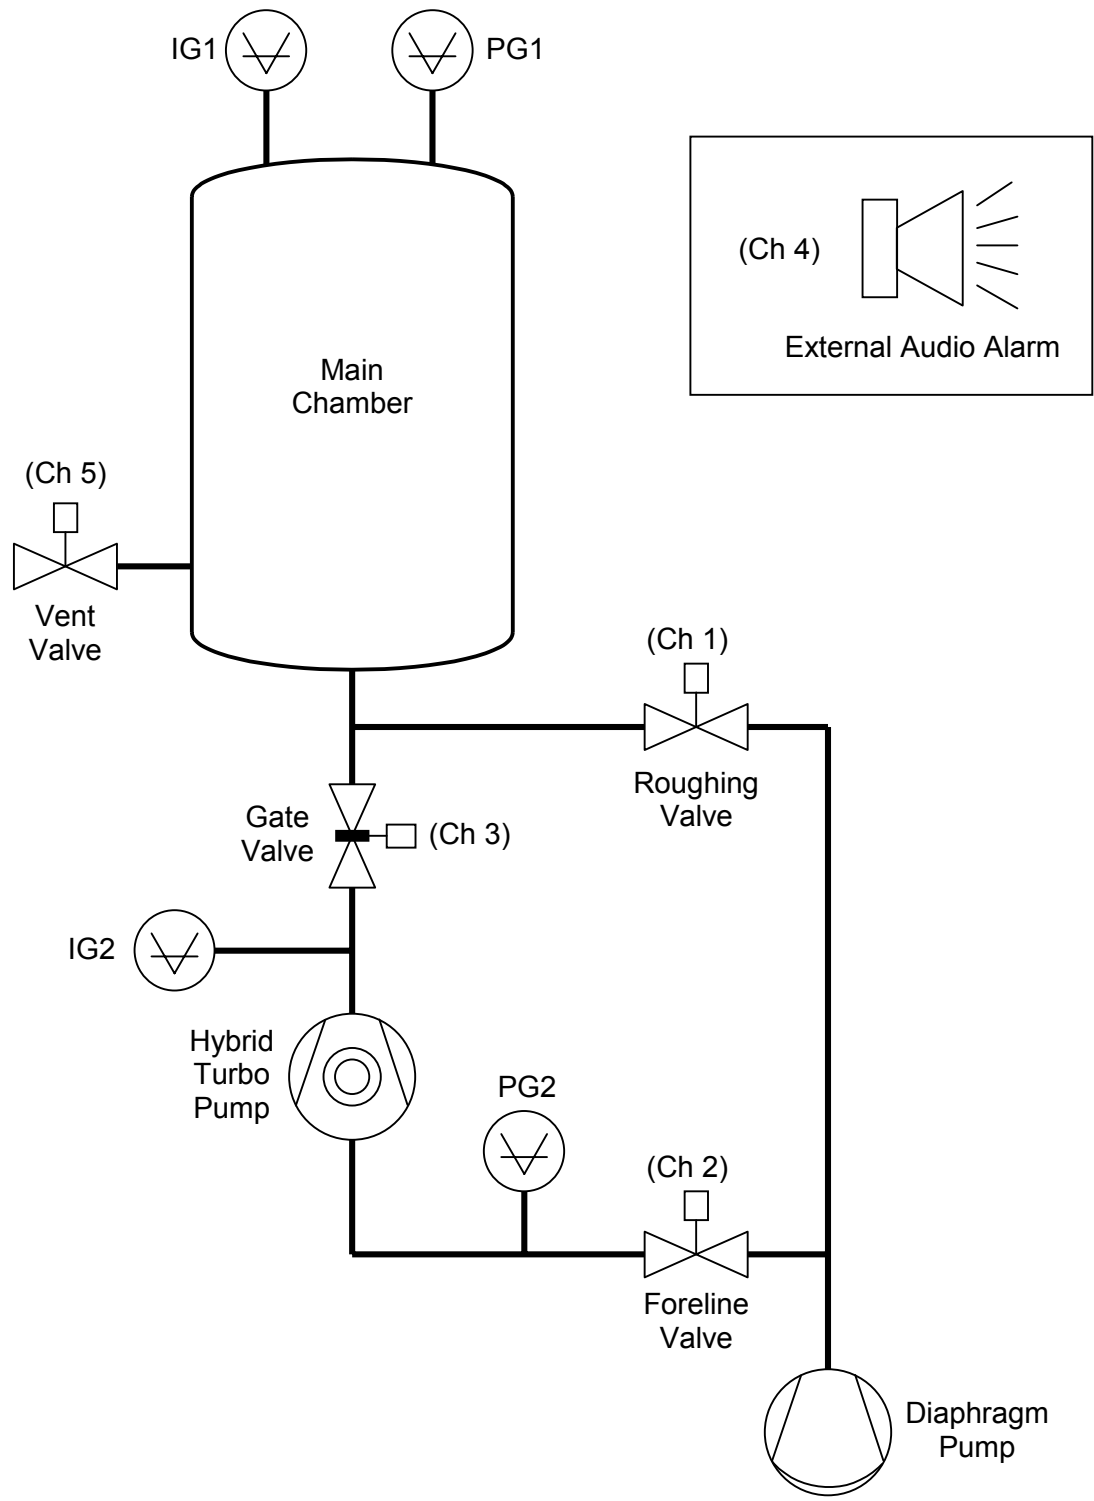 IG1
PG1
(Ch 4)
External Audio Alarm
Main
Chamber
(Ch 5)
Vent
Valve
(Ch 1)
Roughing
Valve
Gate
Valve
(Ch 3)
IG2
Hybrid
Turbo
Pump
PG2
(Ch 2)
Foreline
Valve
Diaphragm
Pump